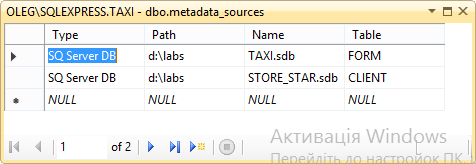 OLEG\SQLEXPRESS.TAXI - dbo.metadata_sources
Type Path Name Table
SQ Server DB d:\labs TAXI.sdb FORM
SQ Server DB d:\labs STORE_STAR.sdb CLIENT
NULL NULL NULL NULL
1 of 2
Активація Windows
Перейдіть до настройок ПК,